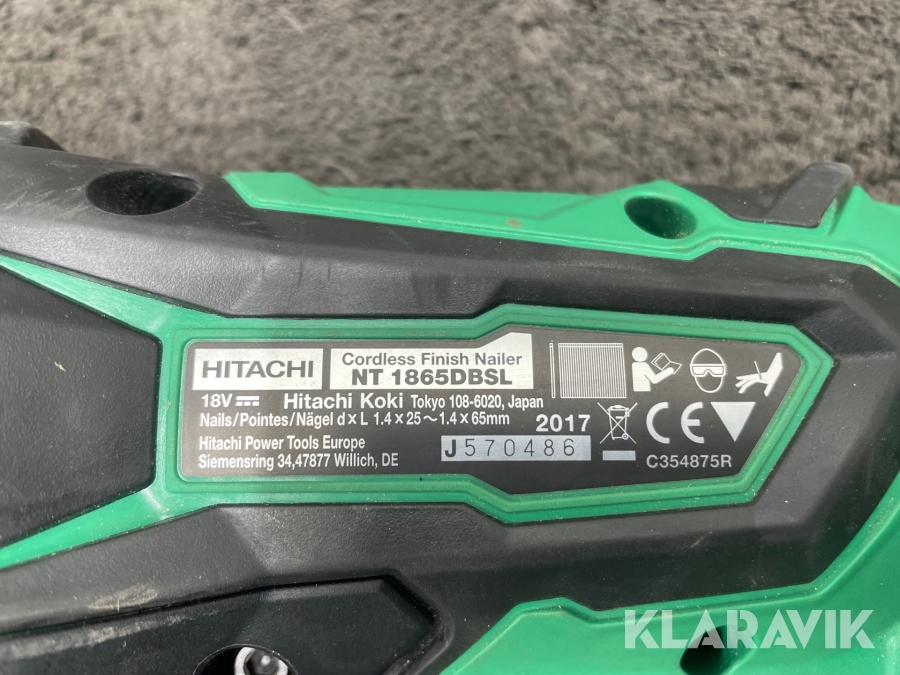 HITACHI
Cordless Finish Nailer
NT 1865DBSL
18V Hitachi Koki Tokyo 108-6020, Japan
Nails/Pointes/Nägel d×L 1.4×25～1.4×65mm
Hitachi Power Tools Europe
Siemensring 34,47877 Willich, DE
2017
J570486
CE
C354875R
KLARAVIK